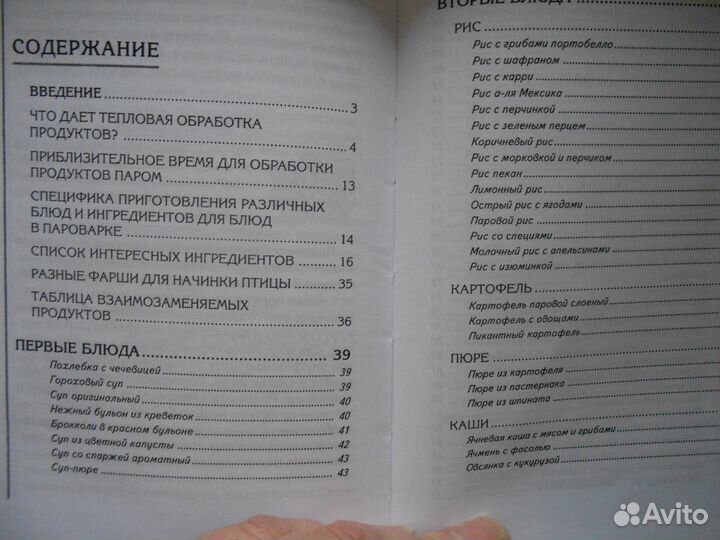 СОДЕРЖАНИЕ
ВВЕДЕНИЕ 3
ЧТО ДАЕТ ТЕПЛОВАЯ ОБРАБОТКА
ПРОДУКТОВ? 4
ПРИБЛИЗИТЕЛЬНОЕ ВРЕМЯ ДЛЯ ОБРАБОТКИ
ПРОДУКТОВ ПАРОМ 13
СПЕЦИФИКА ПРИГОТОВЛЕНИЯ РАЗЛИЧНЫХ
БЛЮД И ИНГРЕДИЕНТОВ ДЛЯ БЛЮД
В ПАРОВАРКЕ 14
СПИСОК ИНТЕРЕСНЫХ ИНГРЕДИЕНТОВ 16
РАЗНЫЕ ФАРШИ ДЛЯ НАЧИНКИ ПТИЦЫ 35
ТАБЛИЦА ВЗАИМОЗАМЕНЯЕМЫХ
ПРОДУКТОВ 36
ПЕРВЫЕ БЛЮДА 39
Похлебка с чечевицей 39
Гороховый суп 39
Суп оригинальный 40
Нежный бульон из креветок 40
Брокколи в красном бульоне 41
Суп из цветной капусты 42
Суп со спаржей ароматный 43
Суп-пюре 43
ВТОРЫЕ БЛЮДА
РИС
Рис с грибами портобелло
Рис с шафраном
Рис с карри
Рис а-ля Мексика
Рис с перчинкой
Рис с зеленым перцем
Коричневый рис
Рис с морковкой и перчиком
Рис пекан
Лимонный рис
Острый рис с ягодами
Паровой рис
Рис со специями
Молочный рис с апельсинами
Рис с изюминкой
КАРТОФЕЛЬ
Картофель паровой слоеный
Картофель с овощами
Пикантный картофель
ПЮРЕ
Пюре из картофеля
Пюре из пастернака
Пюре из шпината
КАШИ
Ячневая каша с мясом и грибами
Ячмень с фасолью
Овсянка с кукурузой
Avito